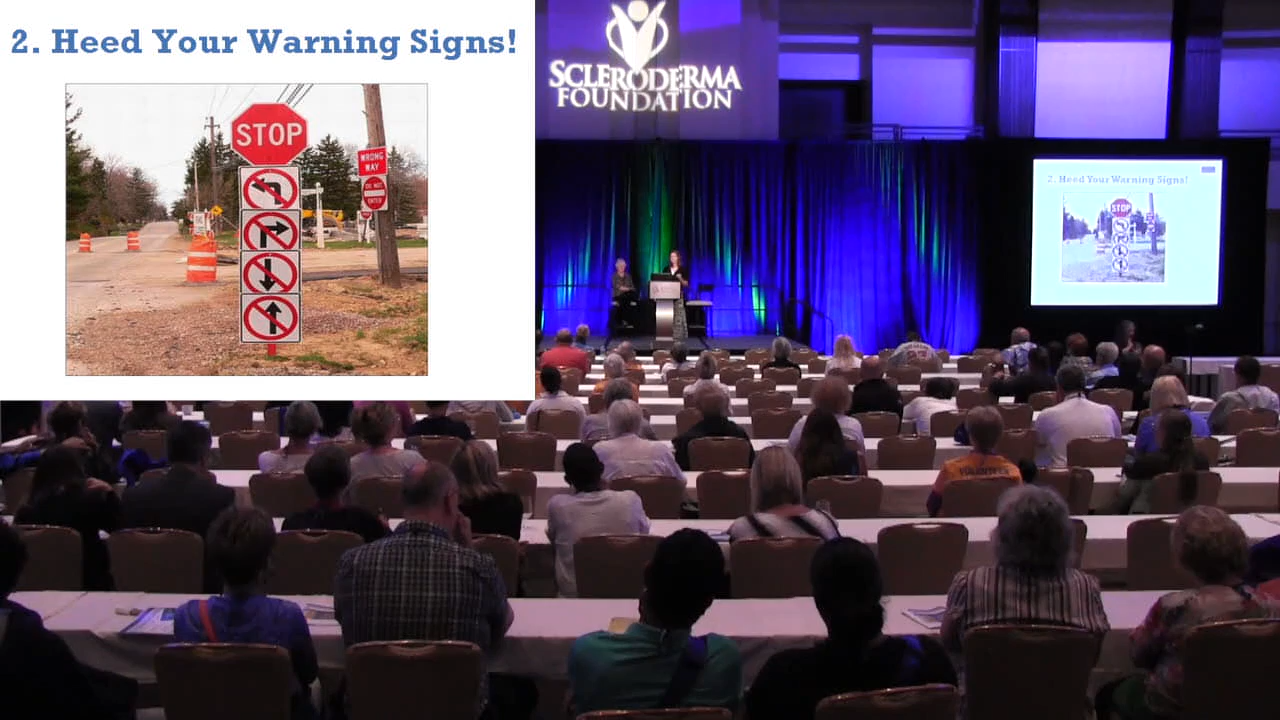 2. Heed Your Warning Signs!
STOP
WRONG
WAY
DO NOT
ENTER
SCLERODERMA
FOUNDATION
2. Heed Your Warning Signs!
STOP
VOLUNTEER